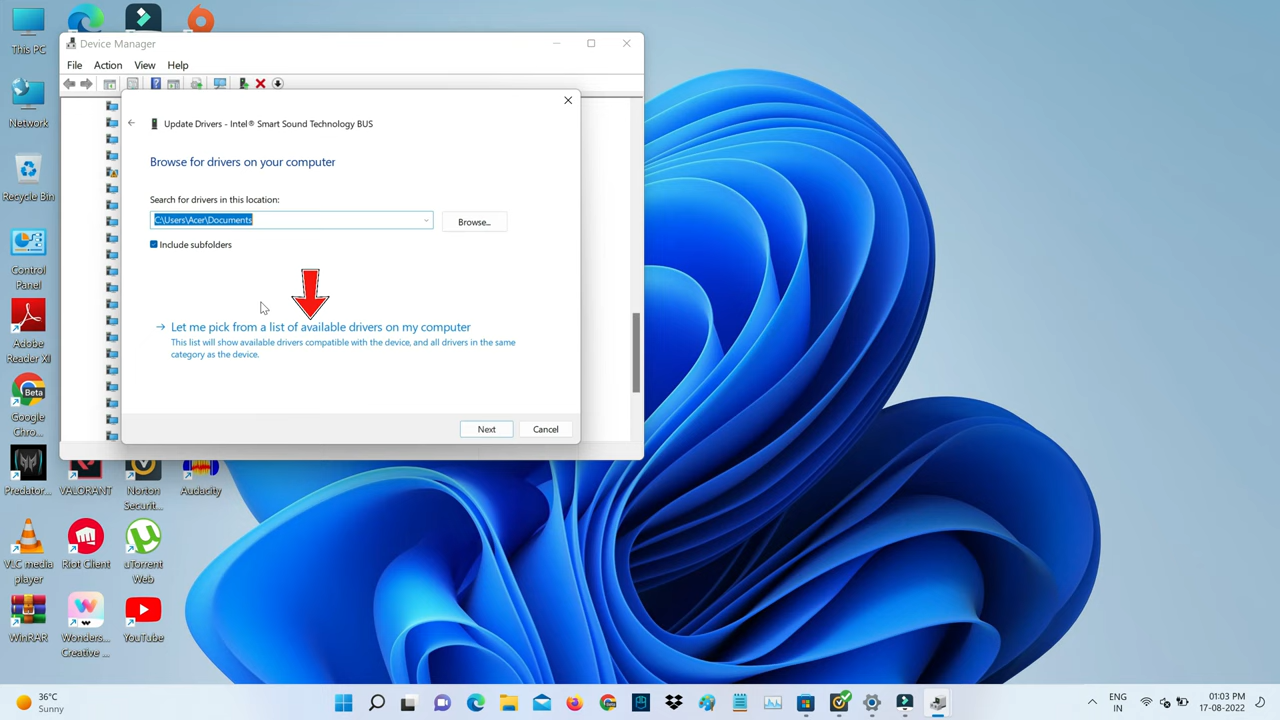 This PC
Device Manager
File
Action
View
Help
Update Drivers - Intel® Smart Sound Technology BUS
Browse for drivers on your computer
Search for drivers in this location:
C:\Users\Acer\Documents
Browse...
Include subfolders
Let me pick from a list of available drivers on my computer
This list will show available drivers compatible with the device, and all drivers in the same
category as the device.
Next
Cancel
Network
Recycle Bin
Control
Panel
Adobe
Reader XI
Beta
Google
Chro...
Predator...
VALORANT
Norton
Securit...
Audacity
VLC media
player
Riot Client
uTorrent
Web
WinRAR
Wonders...
Creative ...
YouTube
36°C
Sunny
Beta
ENG
IN
01:03 PM
17-08-2022